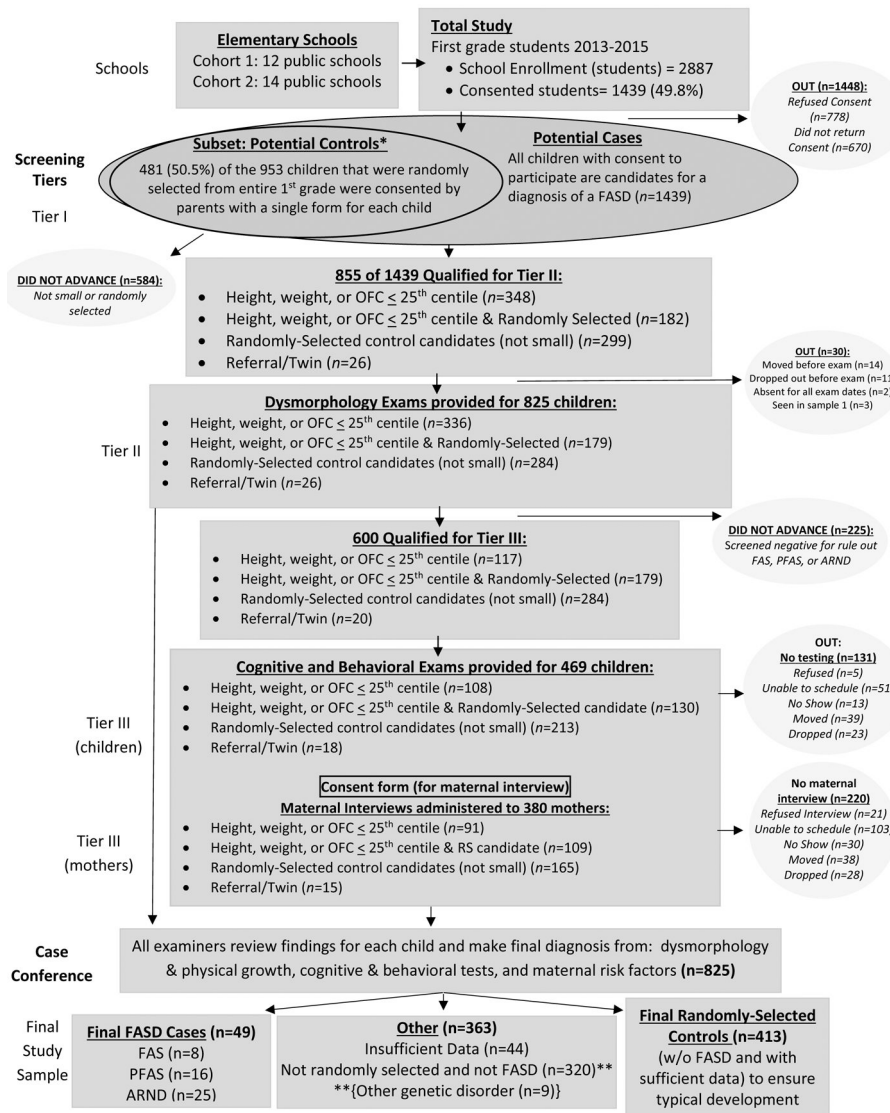 Elementary Schools
Cohort 1: 12 public schools
Cohort 2: 14 public schools
Total Study
First grade students 2013-2015
• School Enrollment (students) = 2887
• Consented students= 1439 (49.8%)
Schools
OUT (n=1448)
Refused Consent
(n=778)
Did not return
Consent (n=670)
Screening
Tiers
Tier I
Subset: Potential Controls*
481 (50.5%) of the 953 children that were randomly
selected from entire 1st grade were consented by
parents with a single form for each child
Potential Cases
All children with consent to
participate are candidates for a
diagnosis of a FASD (n=1439)
DID NOT ADVANCE (n=584):
Not small or randomly
selected
855 of 1439 Qualified for Tier II:
• Height, weight, or OFC ≤ 25th centile (n=348)
• Height, weight, or OFC ≤ 25th centile & Randomly Selected (n=182)
• Randomly-Selected control candidates (not small) (n=299)
• Referral/Twin (n=26)
OUT (n=30):
Moved before exam (n=14)
Dropped out before exam (n=11
Absent for all exam dates (n=2)
Seen in sample 1 (n=3)
Tier II
Dysmorphology Exams provided for 825 children:
• Height, weight, or OFC ≤ 25th centile (n=336)
• Height, weight, or OFC ≤ 25th centile & Randomly-Selected (n=179)
• Randomly-Selected control candidates (not small) (n=284)
• Referral/Twin (n=26)
DID NOT ADVANCE (n=225):
Screened negative for rule out
FAS, PFAS, or ARND
600 Qualified for Tier III:
• Height, weight, or OFC ≤ 25th centile (n=117)
• Height, weight, or OFC ≤ 25th centile & Randomly-Selected (n=179)
• Randomly-Selected control candidates (not small) (n=284)
• Referral/Twin (n=20)
Tier III
(children)
Cognitive and Behavioral Exams provided for 469 children:
• Height, weight, or OFC ≤ 25th centile (n=108)
• Height, weight, or OFC ≤ 25th centile & Randomly-Selected candidate (n=130)
• Randomly-Selected control candidates (not small) (n=213)
• Referral/Twin (n=18)
OUT:
No testing (n=131)
Refused (n=5)
Unable to schedule (n=51
No Show (n=13)
Moved (n=39)
Dropped (n=23)
Tier III
(mothers)
Consent form (for maternal interview)
Maternal Interviews administered to 380 mothers:
• Height, weight, or OFC ≤ 25th centile (n=91)
• Height, weight, or OFC ≤ 25th centile & RS candidate (n=109)
• Randomly-Selected control candidates (not small) (n=165)
• Referral/Twin (n=15)
No maternal
interview (n=220)
Refused Interview (n=21)
Unable to schedule (n=103)
No Show (n=30)
Moved (n=38)
Dropped (n=28)
Case
Conference
All examiners review findings for each child and make final diagnosis from: dysmorphology
& physical growth, cognitive & behavioral tests, and maternal risk factors (n=825)
Final
Study
Sample
Final FASD Cases (n=49)
FAS (n=8)
PFAS (n=16)
ARND (n=25)
Other (n=363)
Insufficient Data (n=44)
Not randomly selected and not FASD (n=320)**
**{Other genetic disorder (n=9)}
Final Randomly-Selected
Controls (n=413)
(w/o FASD and with
sufficient data) to ensure
typical development